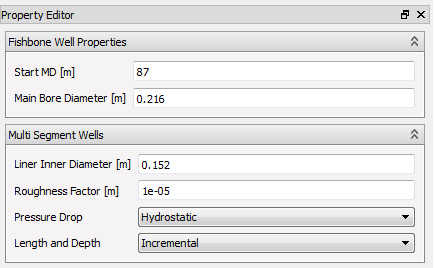 Property Editor
Fishbone Well Properties
Start MD [m] 87
Main Bore Diameter [m] 0.216
Multi Segment Wells
Liner Inner Diameter [m] 0.152
Roughness Factor [m] 1e-05
Pressure Drop Hydrostatic
Length and Depth Incremental